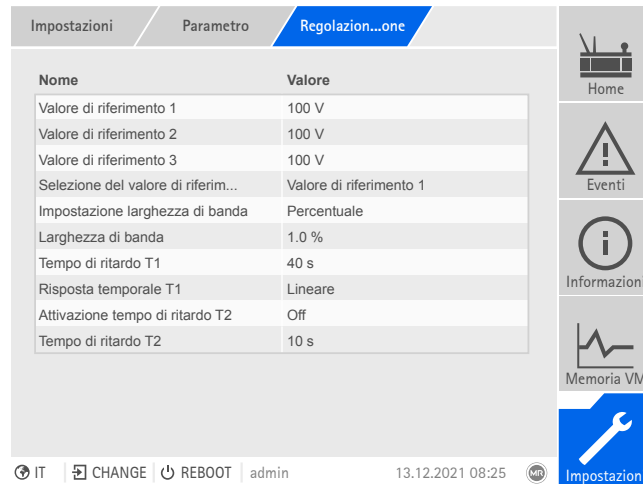 Impostazioni Parametro Regolazion...one
Nome Valore
Valore di riferimento 1 100 V
Valore di riferimento 2 100 V
Valore di riferimento 3 100 V
Selezione del valore di riferim... Valore di riferimento 1
Impostazione larghezza di banda Percentuale
Larghezza di banda 1.0 %
Tempo di ritardo T1 40 s
Risposta temporale T1 Lineare
Attivazione tempo di ritardo T2 Off
Tempo di ritardo T2 10 s
Home
Eventi
Informazioni
Memoria VM
Impostazioni
IT CHANGE REBOOT admin 13.12.2021 08:25 MR